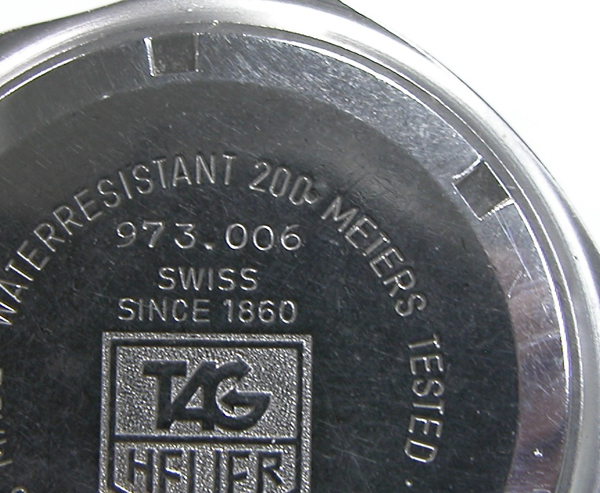 WATERRESISTANT 200 METERS TESTED .
973.006
SWISS
SINCE 1860
TAG
HEUER